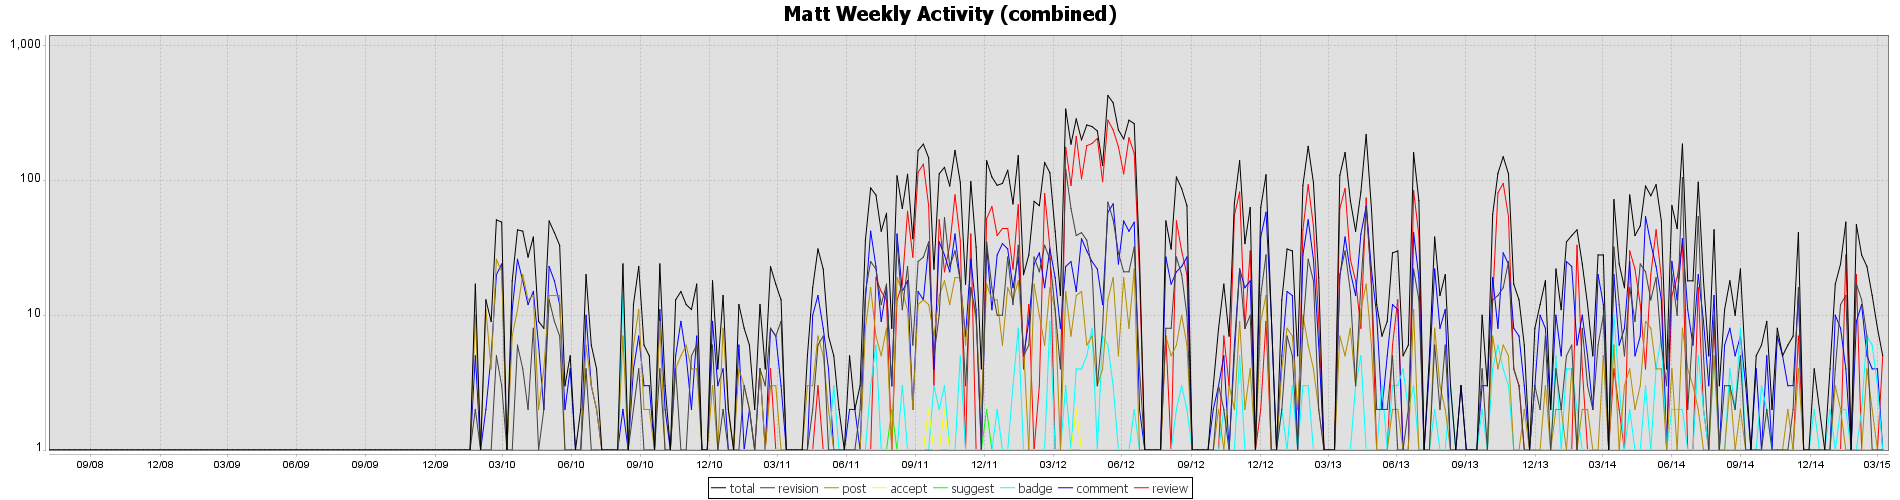 Matt Weekly Activity (combined)
1,000
100
10
1
09/08 12/08 03/09 06/09 09/09 12/09 03/10 06/10 09/10 12/10 03/11 06/11 09/11 12/11 03/12 06/12 09/12 12/12 03/13 06/13 09/13 12/13 03/14 06/14 09/14 12/14 03/15
total revision post accept suggest badge comment review